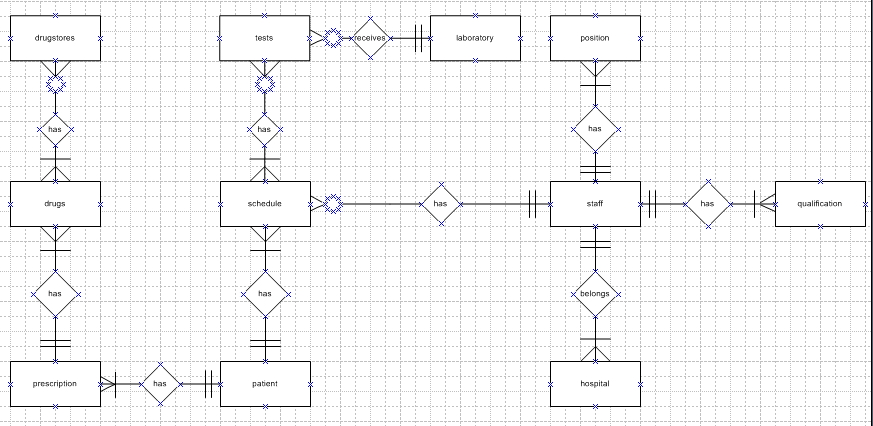 drugstores
tests
receives
laboratory
position
has
has
has
drugs
schedule
has
staff
has
qualification
has
has
belongs
prescription
has
patient
hospital